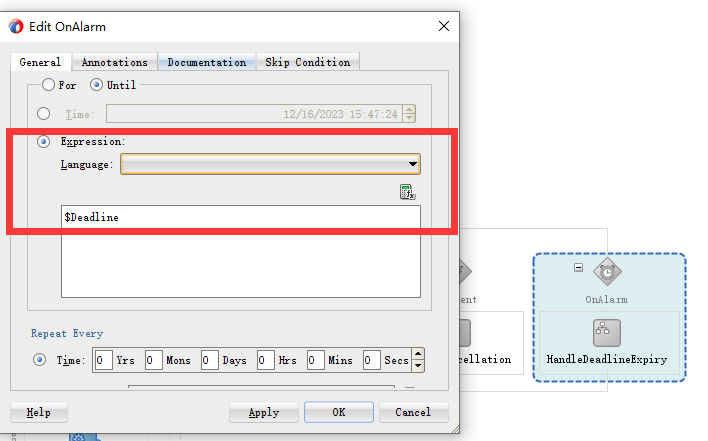 Edit OnAlarm
General Annotations Documentation Skip Condition
For Until
Time: 12/16/2023 15:47:24
Expression:
Language:
$Deadline
Repeat Every
Time: 0 Yrs 0 Mons 0 Days 0 Hrs 0 Mins 0 Secs
Help Apply OK Cancel
ent
cellation
OnAlarm
HandleDeadlineExpiry